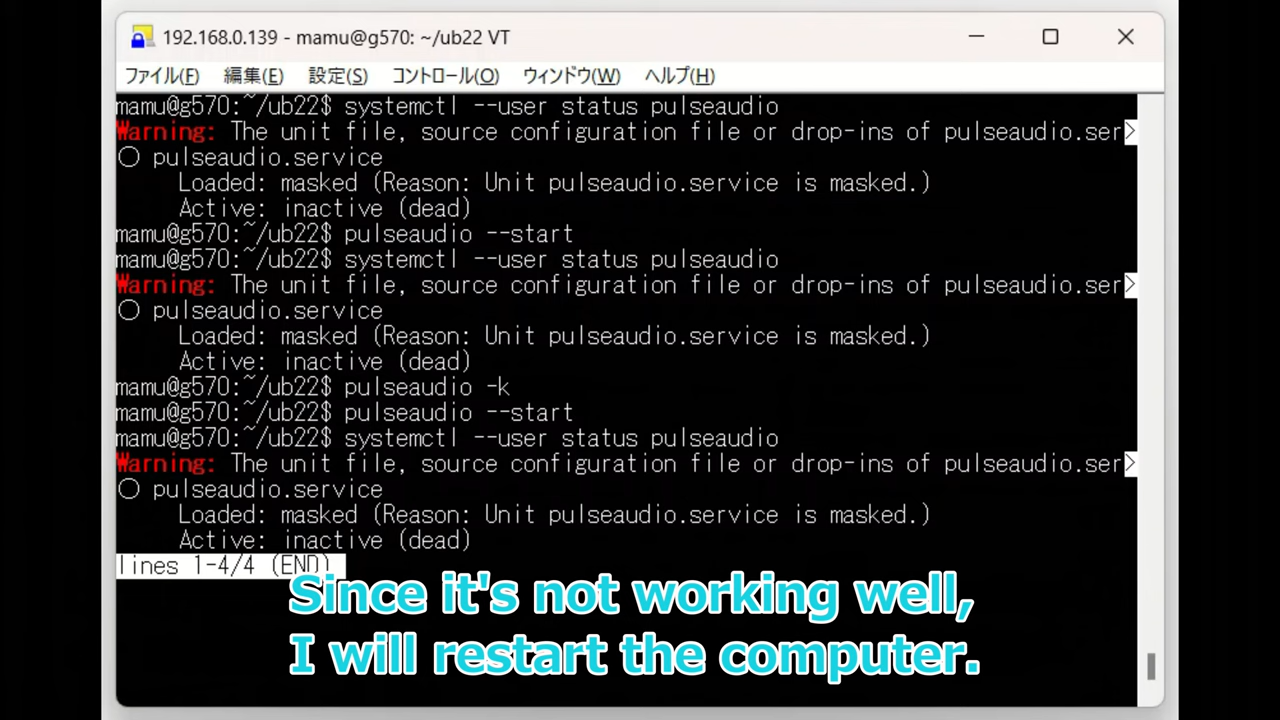 192.168.0.139 - mamu@g570: ~/ub22 VT
ファイル(F) 編集(E) 設定(S) コントロール(O) ウィンドウ(W) ヘルプ(H)
mamu@g570:~/ub22$ systemctl --user status pulseaudio
Warning: The unit file, source configuration file or drop-ins of pulseaudio.ser>
○ pulseaudio.service
Loaded: masked (Reason: Unit pulseaudio.service is masked.)
Active: inactive (dead)
mamu@g570:~/ub22$ pulseaudio --start
mamu@g570:~/ub22$ systemctl --user status pulseaudio
Warning: The unit file, source configuration file or drop-ins of pulseaudio.ser>
○ pulseaudio.service
Loaded: masked (Reason: Unit pulseaudio.service is masked.)
Active: inactive (dead)
mamu@g570:~/ub22$ pulseaudio -k
mamu@g570:~/ub22$ pulseaudio --start
mamu@g570:~/ub22$ systemctl --user status pulseaudio
Warning: The unit file, source configuration file or drop-ins of pulseaudio.ser>
○ pulseaudio.service
Loaded: masked (Reason: Unit pulseaudio.service is masked.)
Active: inactive (dead)
lines 1-4/4 (END)
Since it's not working well,
I will restart the computer.